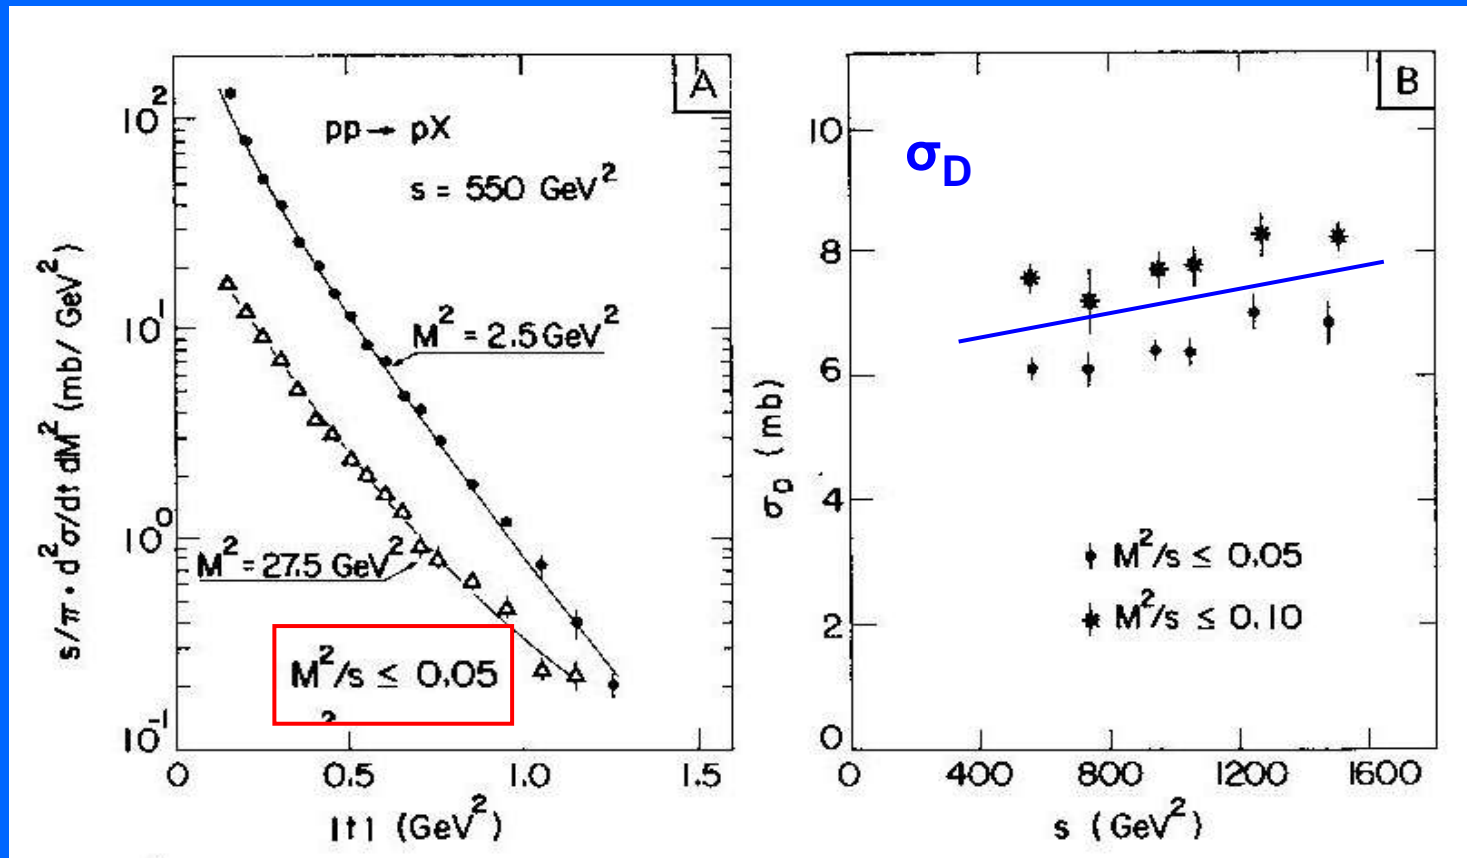 A
10²
10¹
10⁰
10⁻¹
pp → pX
s = 550 GeV²
M² = 2.5 GeV²
M² = 27.5 GeV²
M²/s ≤ 0.05
2
s/π • d²σ/dt dM² (mb/GeV²)
0 0.5 1.0 1.5
|t| (GeV²)
B
σD
10
8
6
4
2
0
σD (mb)
M²/s ≤ 0.05
M²/s ≤ 0.10
0 400 800 1200 1600
s (GeV²)